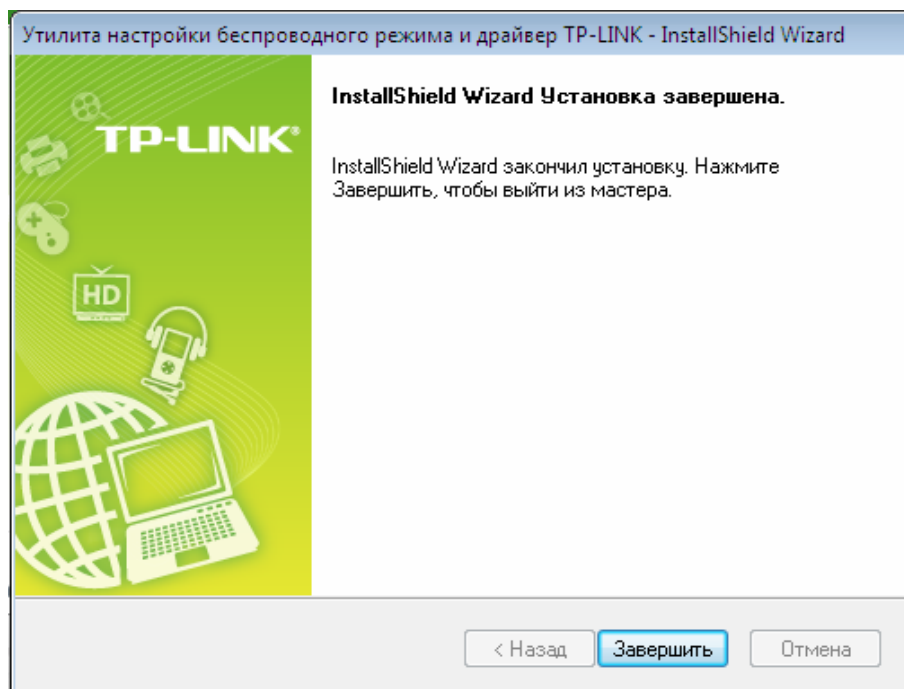 Утилита настройки беспроводного режима и драйвер TP-LINK - InstallShield Wizard
TP-LINK®
HD
InstallShield Wizard Установка завершена.
InstallShield Wizard закончил установку. Нажмите
Завершить, чтобы выйти из мастера.
< Назад
Завершить
Отмена